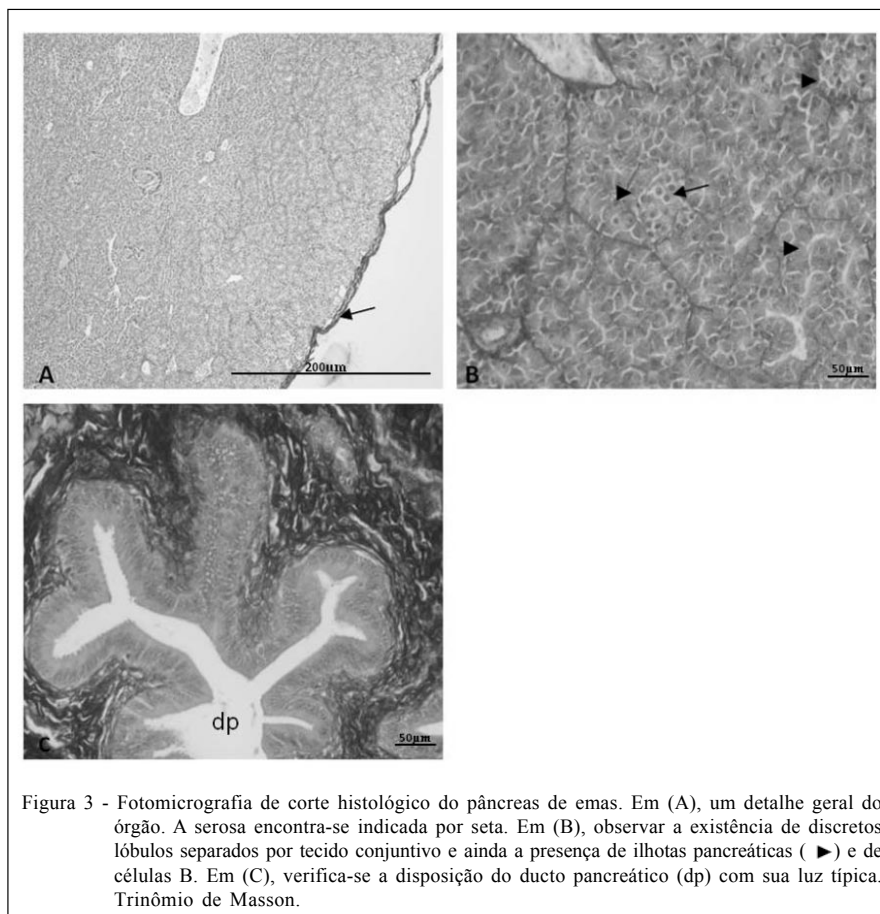 A
200µm
B
50µm
C
dp
50µm
Figura 3 - Fotomicrografia de corte histológico do pâncreas de emas. Em (A), um detalhe geral do
órgão. A serosa encontra-se indicada por seta. Em (B), observar a existência de discretos
lóbulos separados por tecido conjuntivo e ainda a presença de ilhotas pancreáticas ( ►) e de
células B. Em (C), verifica-se a disposição do ducto pancreático (dp) com sua luz típica.
Trinômio de Masson.